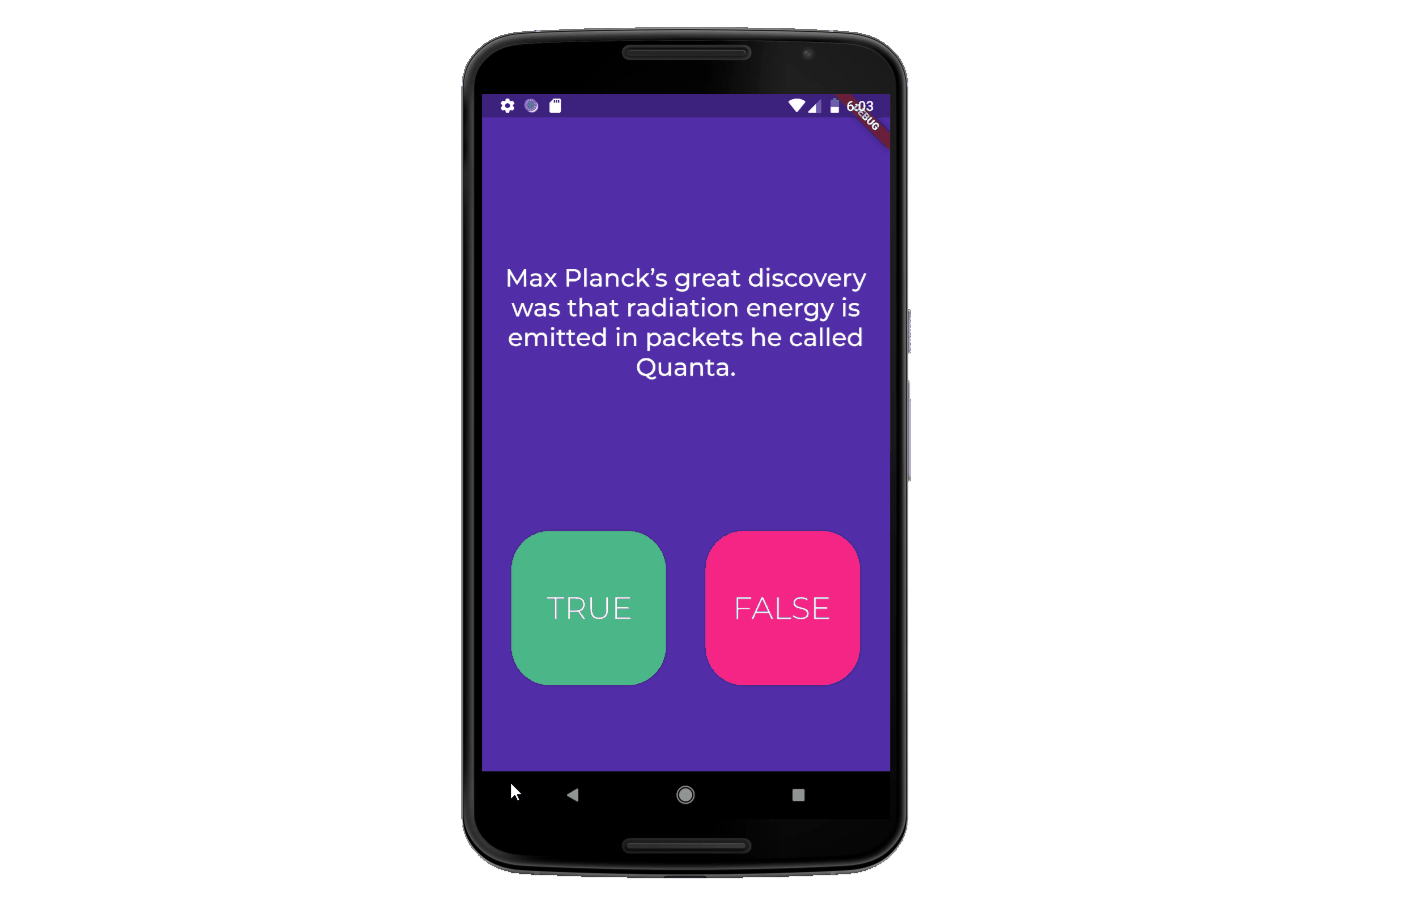 6:03
DEBUG
Max Planck’s great discovery
was that radiation energy is
emitted in packets he called
Quanta.
TRUE
FALSE